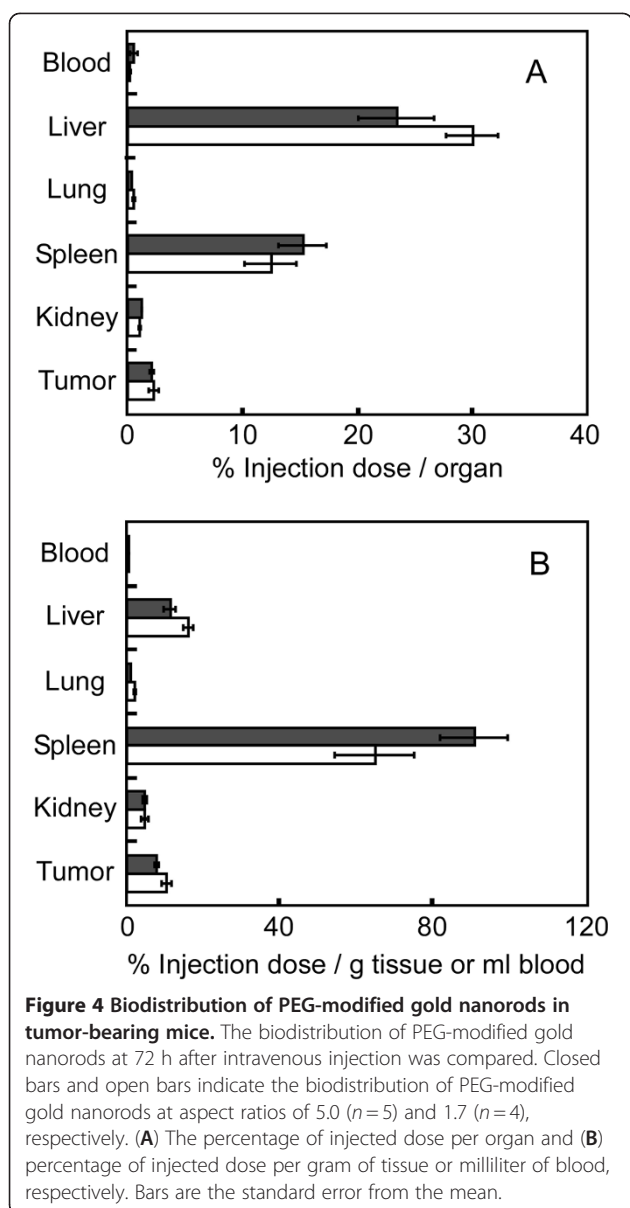 A
Blood
Liver
Lung
Spleen
Kidney
Tumor
0 10 20 30 40
% Injection dose / organ
B
Blood
Liver
Lung
Spleen
Kidney
Tumor
0 40 80 120
% Injection dose / g tissue or ml blood
Figure 4 Biodistribution of PEG-modified gold nanorods in
tumor-bearing mice. The biodistribution of PEG-modified gold
nanorods at 72 h after intravenous injection was compared. Closed
bars and open bars indicate the biodistribution of PEG-modified
gold nanorods at aspect ratios of 5.0 (n = 5) and 1.7 (n = 4),
respectively. (A) The percentage of injected dose per organ and (B)
percentage of injected dose per gram of tissue or milliliter of blood,
respectively. Bars are the standard error from the mean.